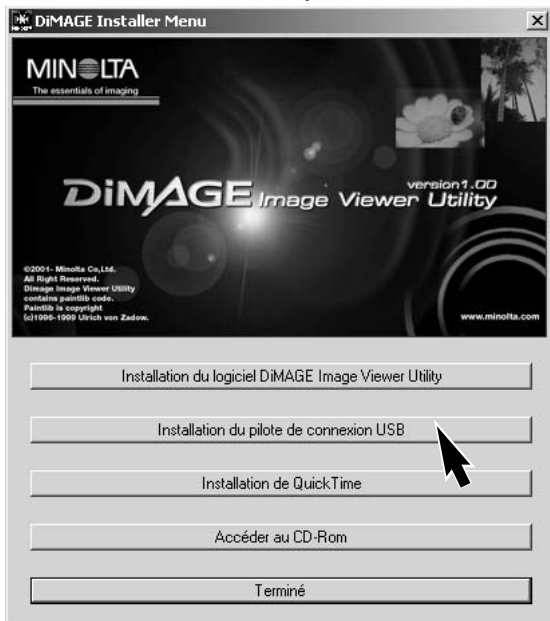 DiMAGE Installer Menu
MINOLTA
The essentials of imaging
DiMAGE Image Viewer Utility
version1.00
©2001- Minolta Co,Ltd.
All Right Reserved.
Dimage Image Viewer Utility
contains paintlib code.
Paintlib is copyright
(c)1996-1999 Ulrich von Zadow.
www.minolta.com
Installation du logiciel DiMAGE Image Viewer Utility
Installation du pilote de connexion USB
Installation de QuickTime
Accéder au CD-Rom
Terminé